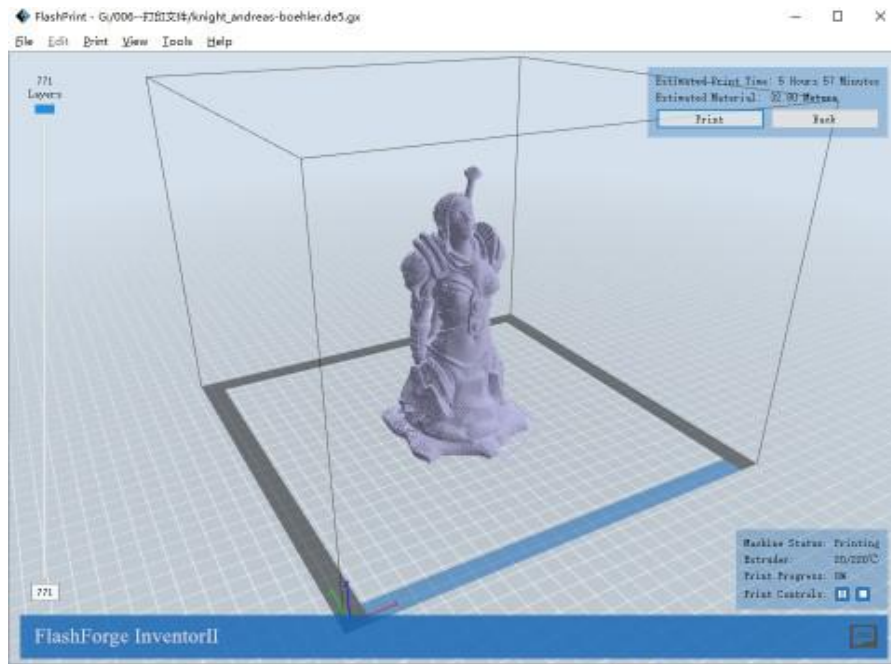 FlashPrint - G:/006--打印文件/knight_andreas-boehler.de5.gx
File Edit Print View Tools Help
771
Layers
Estimated Print Time: 5 Hours 57 Minutes
Estimated Material: Meters
Print Back
Machine Status: Printing
Extruder: 20/220℃
Print Progress: 0%
Print Controls:
771
FlashForge InventorII